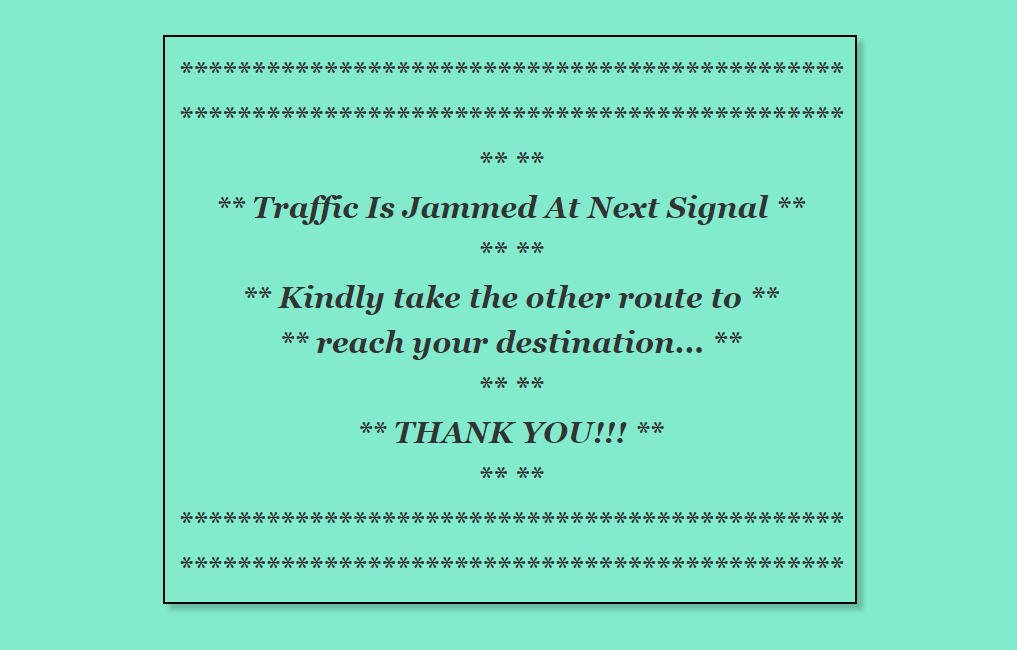 **********************************************
**********************************************
** **
** Traffic Is Jammed At Next Signal **
** **
** Kindly take the other route to **
** reach your destination... **
** **
** THANK YOU!!! **
** **
**********************************************
**********************************************